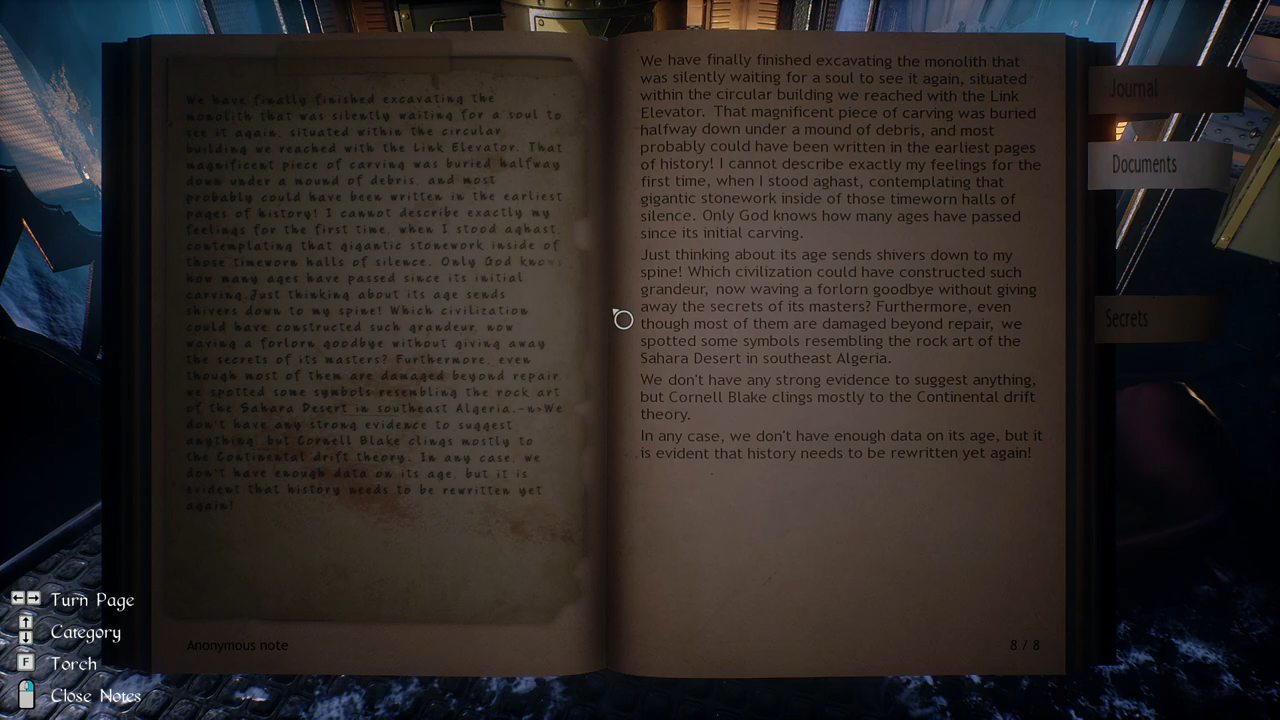 We have finally finished excavating the
monolith that was silently waiting for a soul to
see it again, situated within the circular
building we reached with the Link Elevator. That
magnificent piece of carving was buried halfway
down under a mound of debris, and most
probably could have been written in the earliest
pages of history! I cannot describe exactly my
feelings for the first time, when I stood aghast,
contemplating that gigantic stonework inside of
those timeworn halls of silence. Only God knows
how many ages have passed since its initial
carving.Just thinking about its age sends
shivers down to my spine! Which civilization
could have constructed such grandeur, now
waving a forlorn goodbye without giving away
the secrets of its masters? Furthermore, even
though most of them are damaged beyond repair,
we spotted some symbols resembling the rock art
of the Sahara Desert in southeast Algeria.-n>We
don't have any strong evidence to suggest
anything, but Cornell Blake clings mostly to
the Continental drift theory. In any case, we
don't have enough data on its age, but it is
evident that history needs to be rewritten yet
again!
Anonymous note
We have finally finished excavating the monolith that
was silently waiting for a soul to see it again, situated
within the circular building we reached with the Link
Elevator. That magnificent piece of carving was buried
halfway down under a mound of debris, and most
probably could have been written in the earliest pages
of history! I cannot describe exactly my feelings for the
first time, when I stood aghast, contemplating that
gigantic stonework inside of those timeworn halls of
silence. Only God knows how many ages have passed
since its initial carving.
Just thinking about its age sends shivers down to my
spine! Which civilization could have constructed such
grandeur, now waving a forlorn goodbye without giving
away the secrets of its masters? Furthermore, even
though most of them are damaged beyond repair, we
spotted some symbols resembling the rock art of the
Sahara Desert in southeast Algeria.
We don't have any strong evidence to suggest anything,
but Cornell Blake clings mostly to the Continental drift
theory.
In any case, we don't have enough data on its age, but it
is evident that history needs to be rewritten yet again!
8 / 8
Journal
Documents
Secrets
Turn Page
Category
F Torch
Close Notes